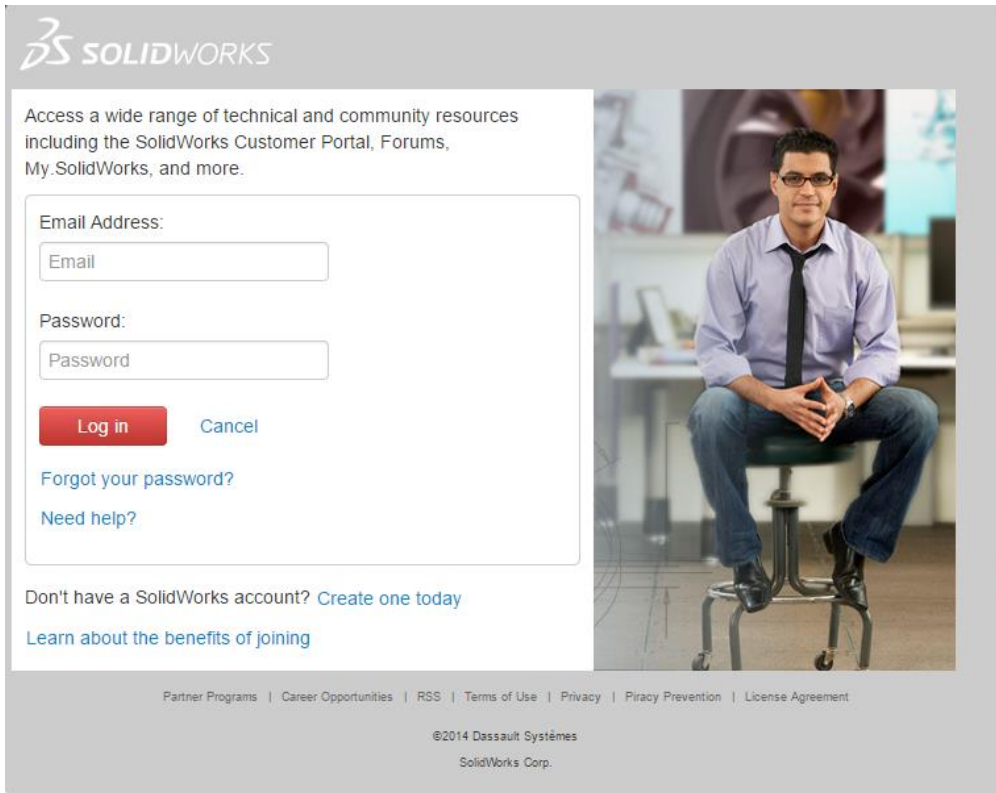 3S SOLIDWORKS
Access a wide range of technical and community resources
including the SolidWorks Customer Portal, Forums,
My.SolidWorks, and more.
Email Address:
Email
Password:
Password
Log in Cancel
Forgot your password?
Need help?
Don't have a SolidWorks account? Create one today
Learn about the benefits of joining
Partner Programs | Career Opportunities | RSS | Terms of Use | Privacy | Piracy Prevention | License Agreement
©2014 Dassault Systèmes
SolidWorks Corp.